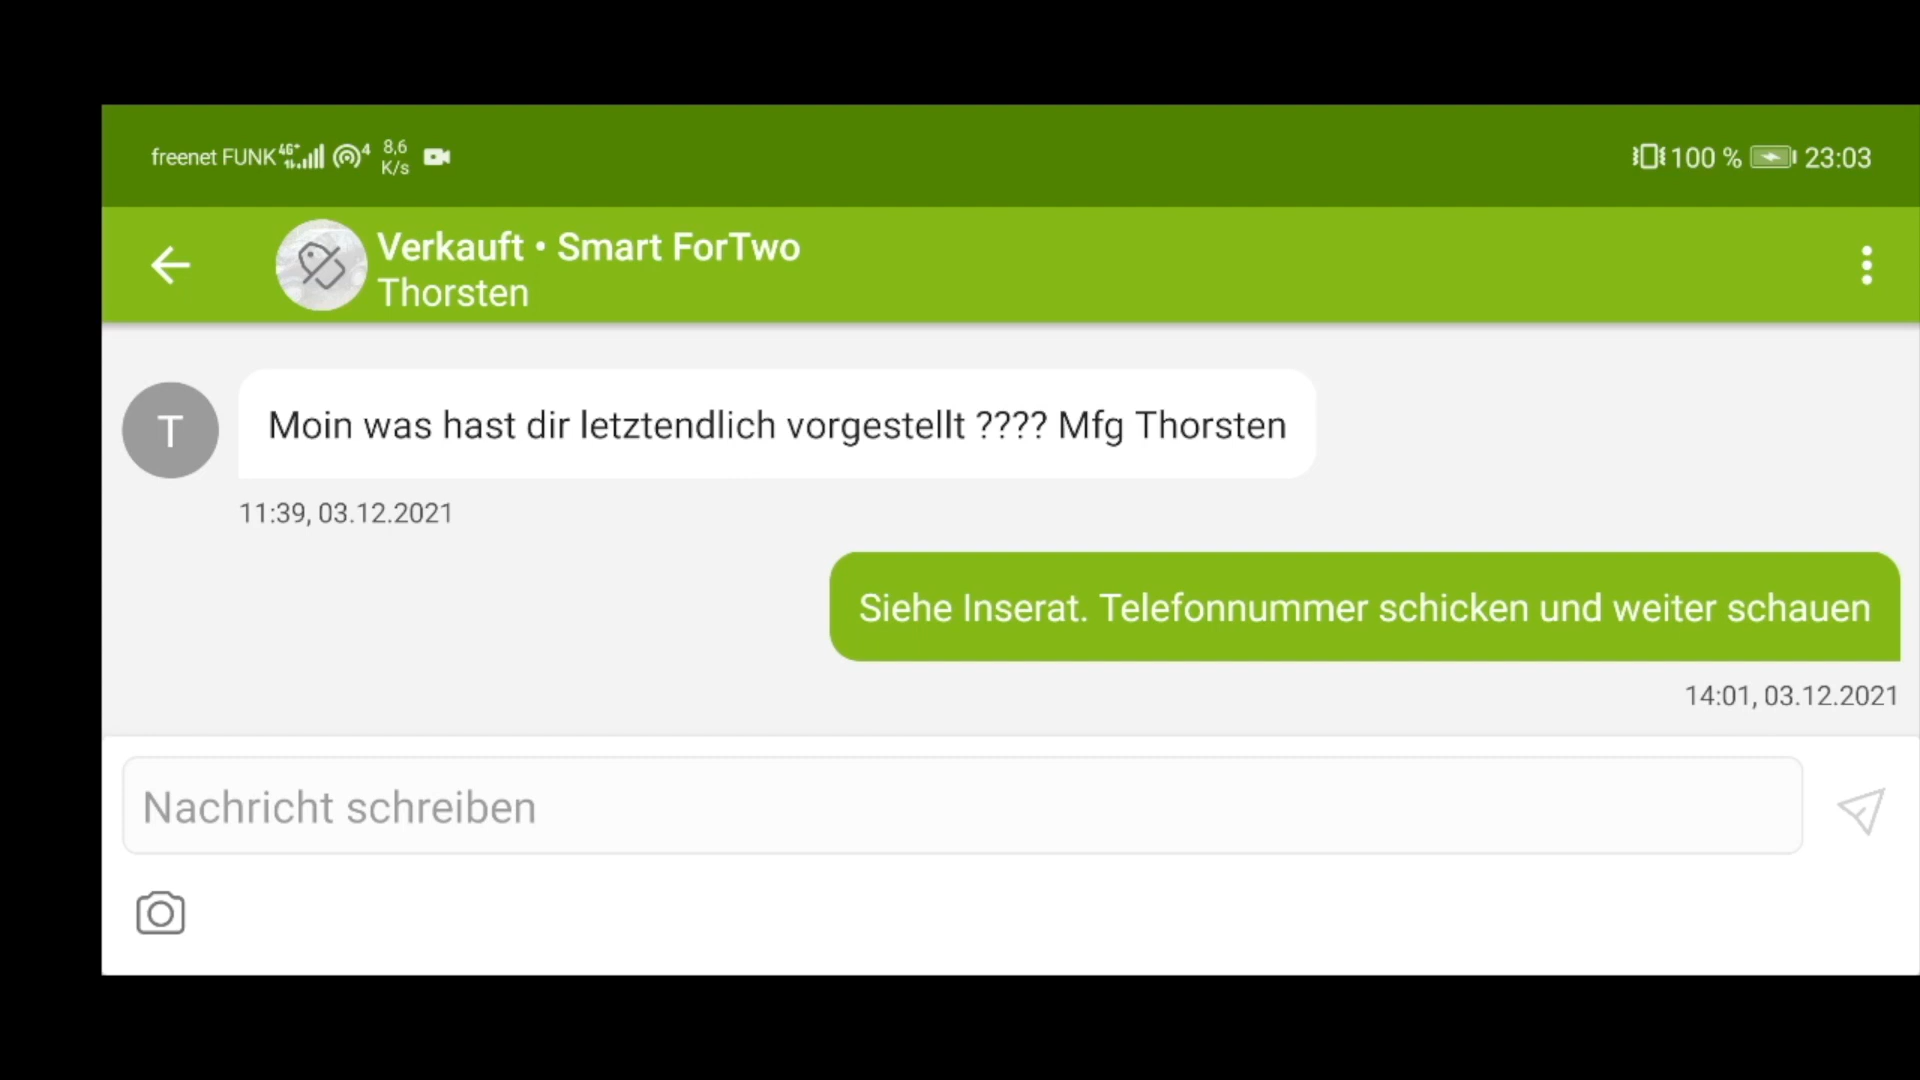 freenet FUNK 4G+ 4 8,6 K/s 100 % 23:03
Verkauft • Smart ForTwo
Thorsten
T
Moin was hast dir letztendlich vorgestellt ???? Mfg Thorsten
11:39, 03.12.2021
Siehe Inserat. Telefonnummer schicken und weiter schauen
14:01, 03.12.2021
Nachricht schreiben